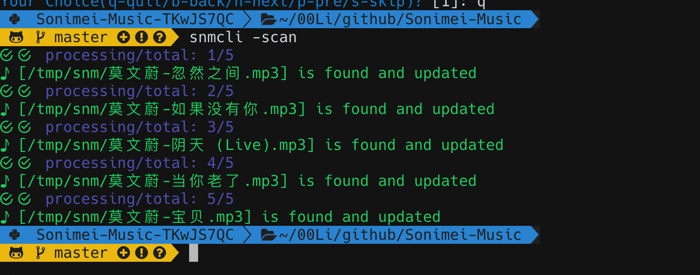 Your Choice(q-quit/b-back/n-next/p-pre/s-skip)? [1]: q
Sonimei-Music-TKwJS7QC ~/00Li/github/Sonimei-Music
master snmcli -scan
processing/total: 1/5
♪ [/tmp/snm/莫文蔚-忽然之间.mp3] is found and updated
processing/total: 2/5
♪ [/tmp/snm/莫文蔚-如果没有你.mp3] is found and updated
processing/total: 3/5
♪ [/tmp/snm/莫文蔚-阴天 (Live).mp3] is found and updated
processing/total: 4/5
♪ [/tmp/snm/莫文蔚-当你老了.mp3] is found and updated
processing/total: 5/5
♪ [/tmp/snm/莫文蔚-宝贝.mp3] is found and updated
Sonimei-Music-TKwJS7QC ~/00Li/github/Sonimei-Music
master